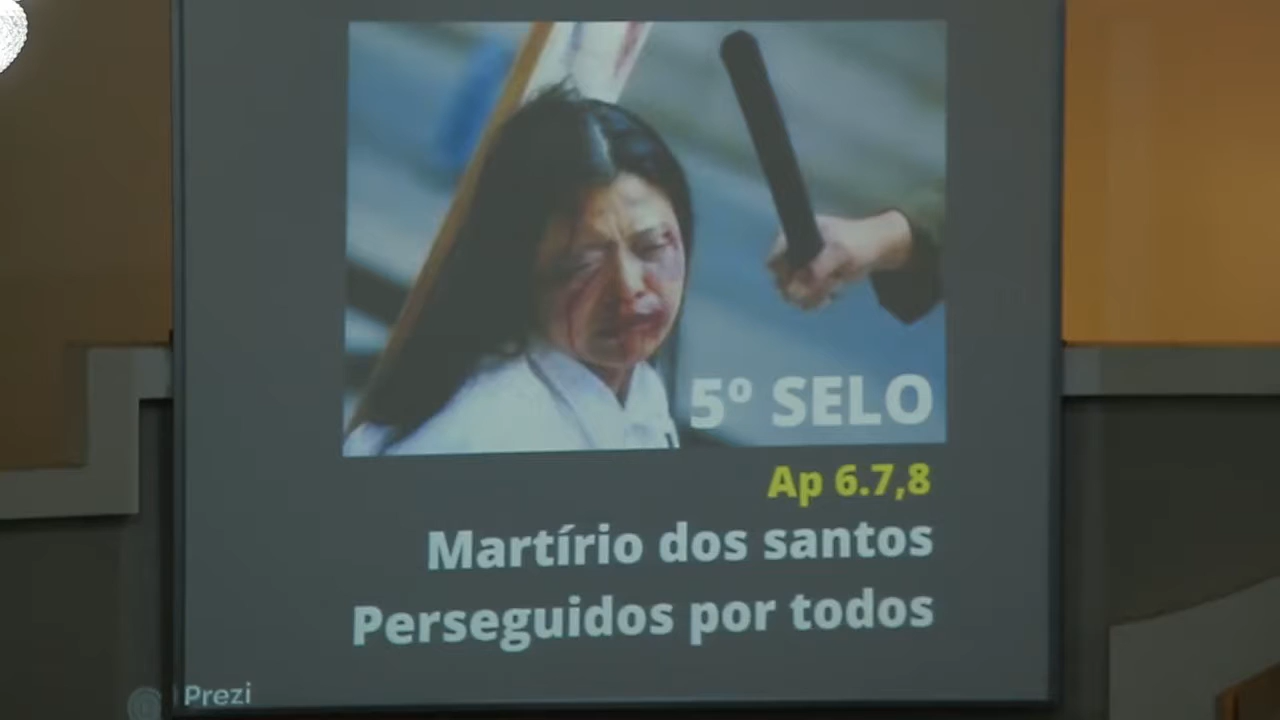 5º SELO
Ap 6.7,8
Martírio dos santos
Perseguidos por todos
Prezi